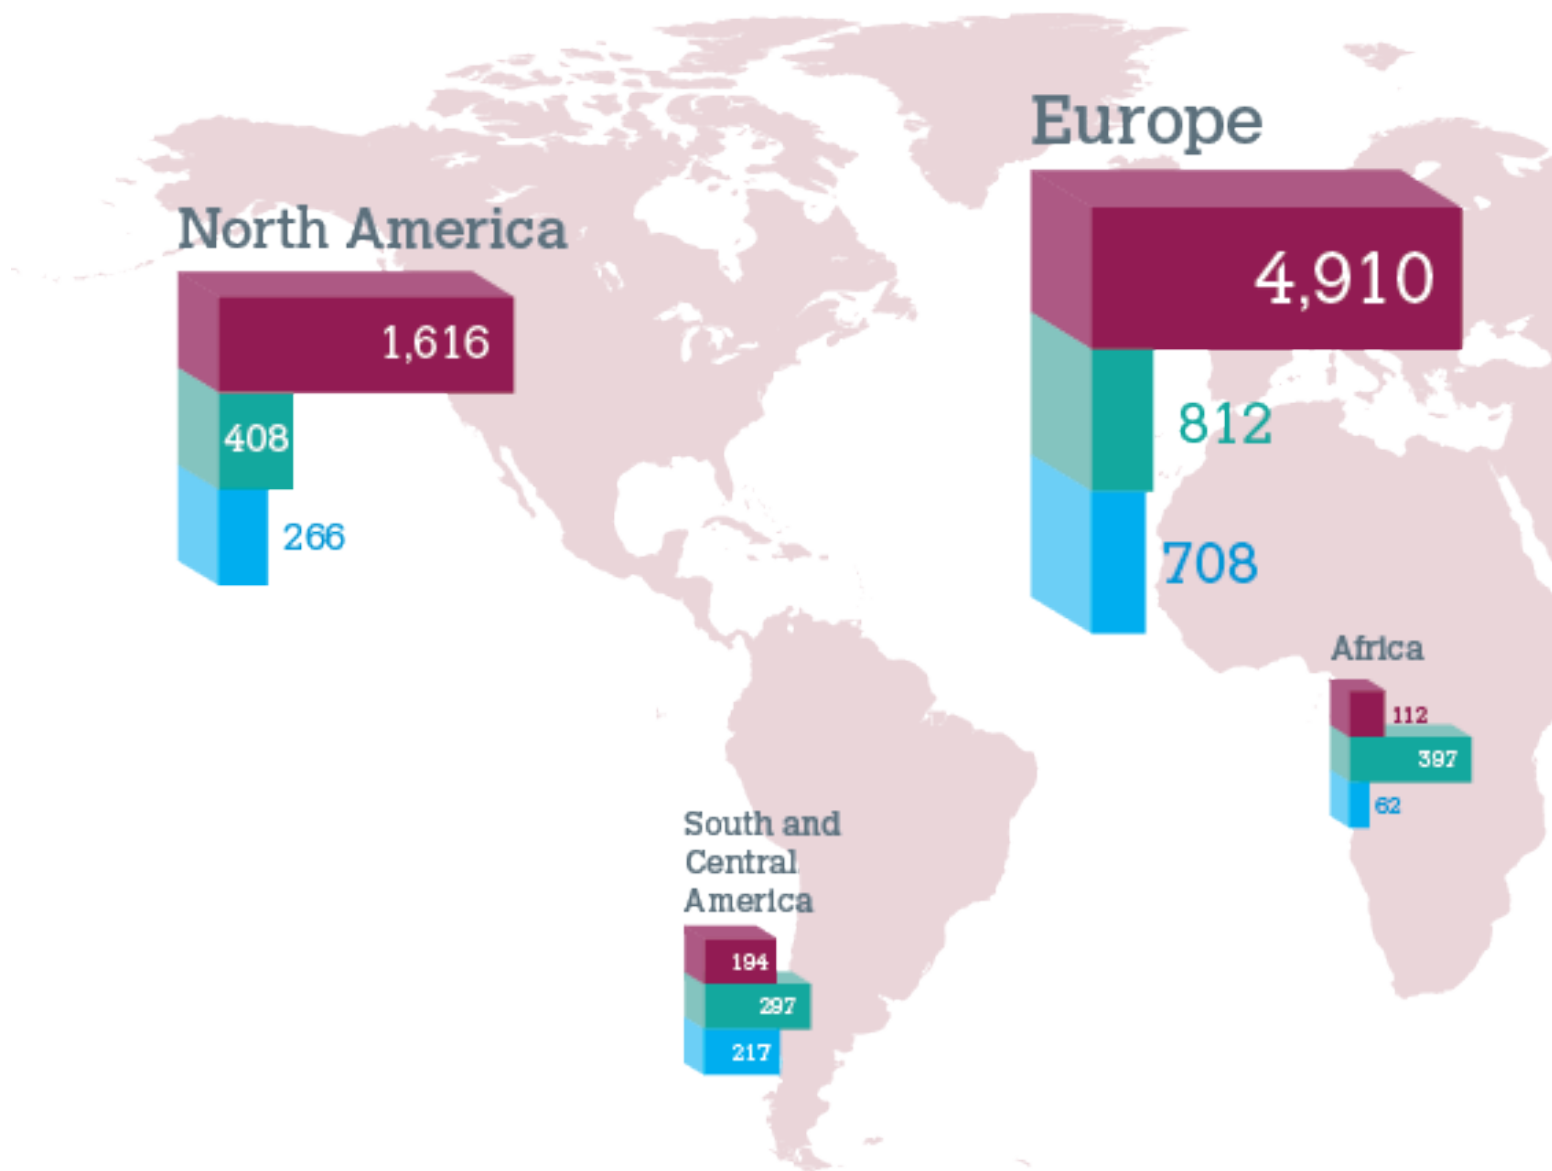 North America
1,616
408
266
Europe
4,910
812
708
Africa
112
397
62
South and
Central
America
194
297
217